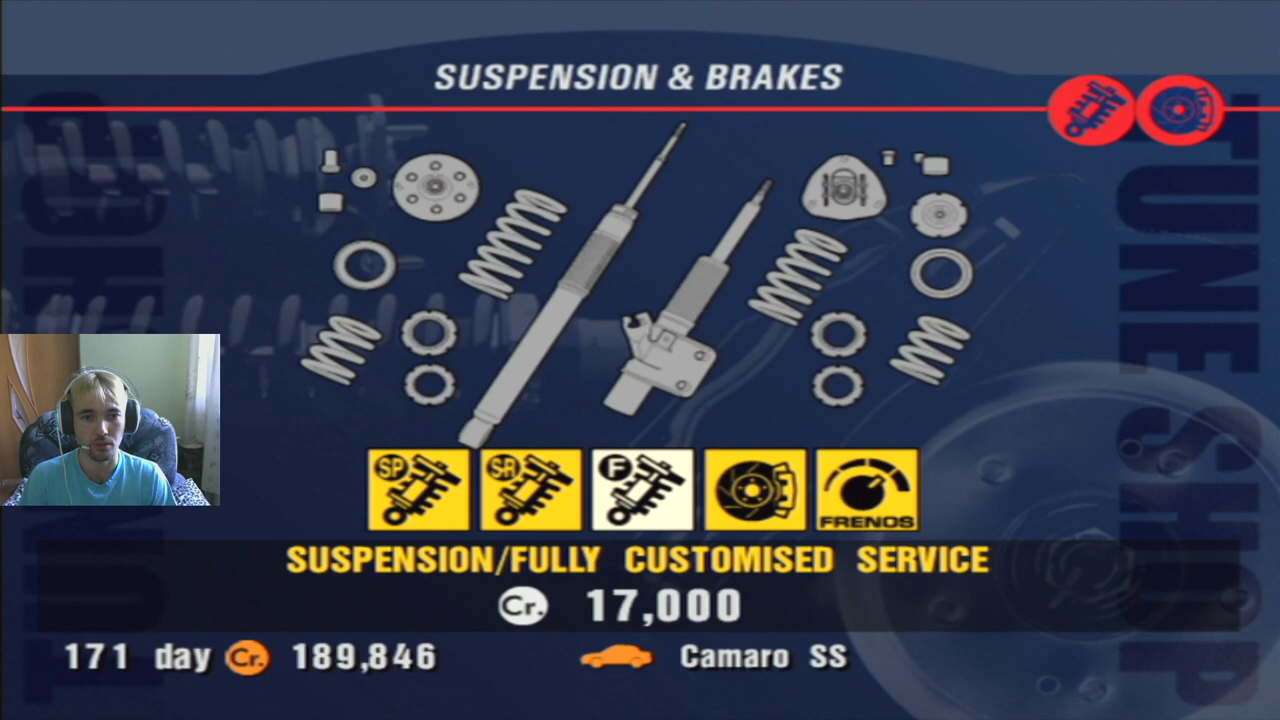 SUSPENSION & BRAKES
TUNE SHOP
SP
S-R
F
FRENOS
SUSPENSION/FULLY CUSTOMISED SERVICE
Cr. 17,000
171 day Cr. 189,846
Camaro SS